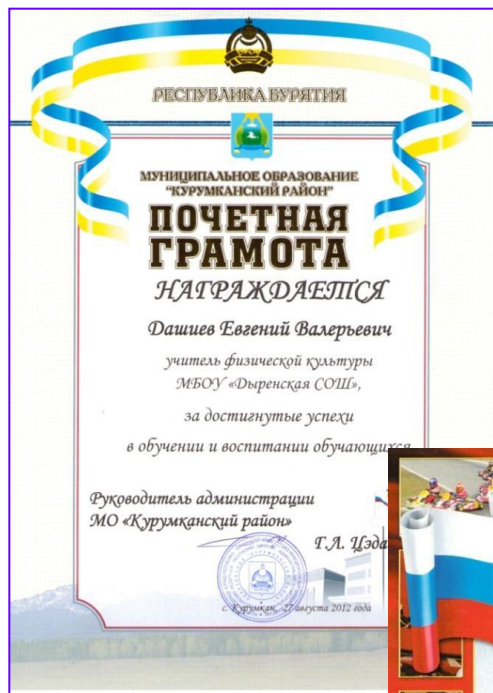 РЕСПУБЛИКА БУРЯТИЯ
МУНИЦИПАЛЬНОЕ ОБРАЗОВАНИЕ
"КУРУМКАНСКИЙ РАЙОН"
ПОЧЕТНАЯ
ГРАМОТА
НАГРАЖДАЕТСЯ
Дашиев Евгений Валерьевич
учитель физической культуры
МБОУ «Дыренская СОШ»,
за достигнутые успехи
в обучении и воспитании обучающихся
Руководитель администрации
МО «Курумканский район»
Г.Л. Цэда
с. Курумкан, 27 августа 2012 года